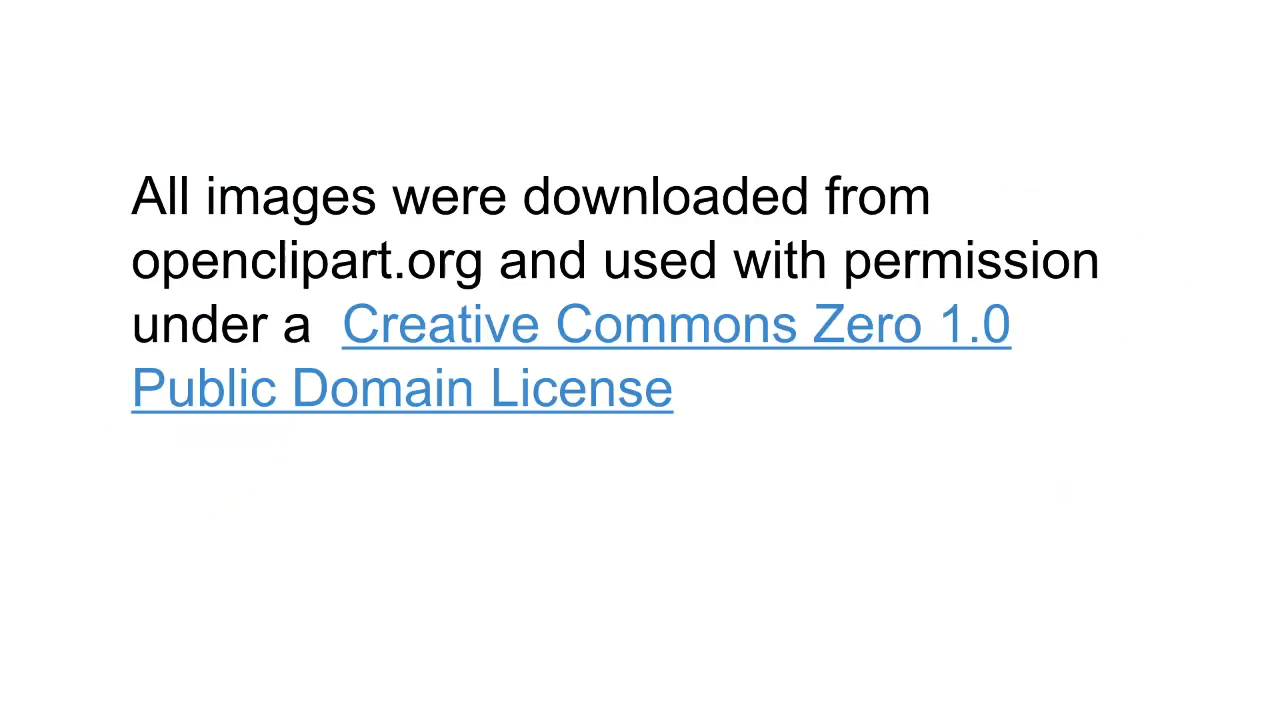 All images were downloaded from
openclipart.org and used with permission
under a  Creative Commons Zero 1.0
Public Domain License